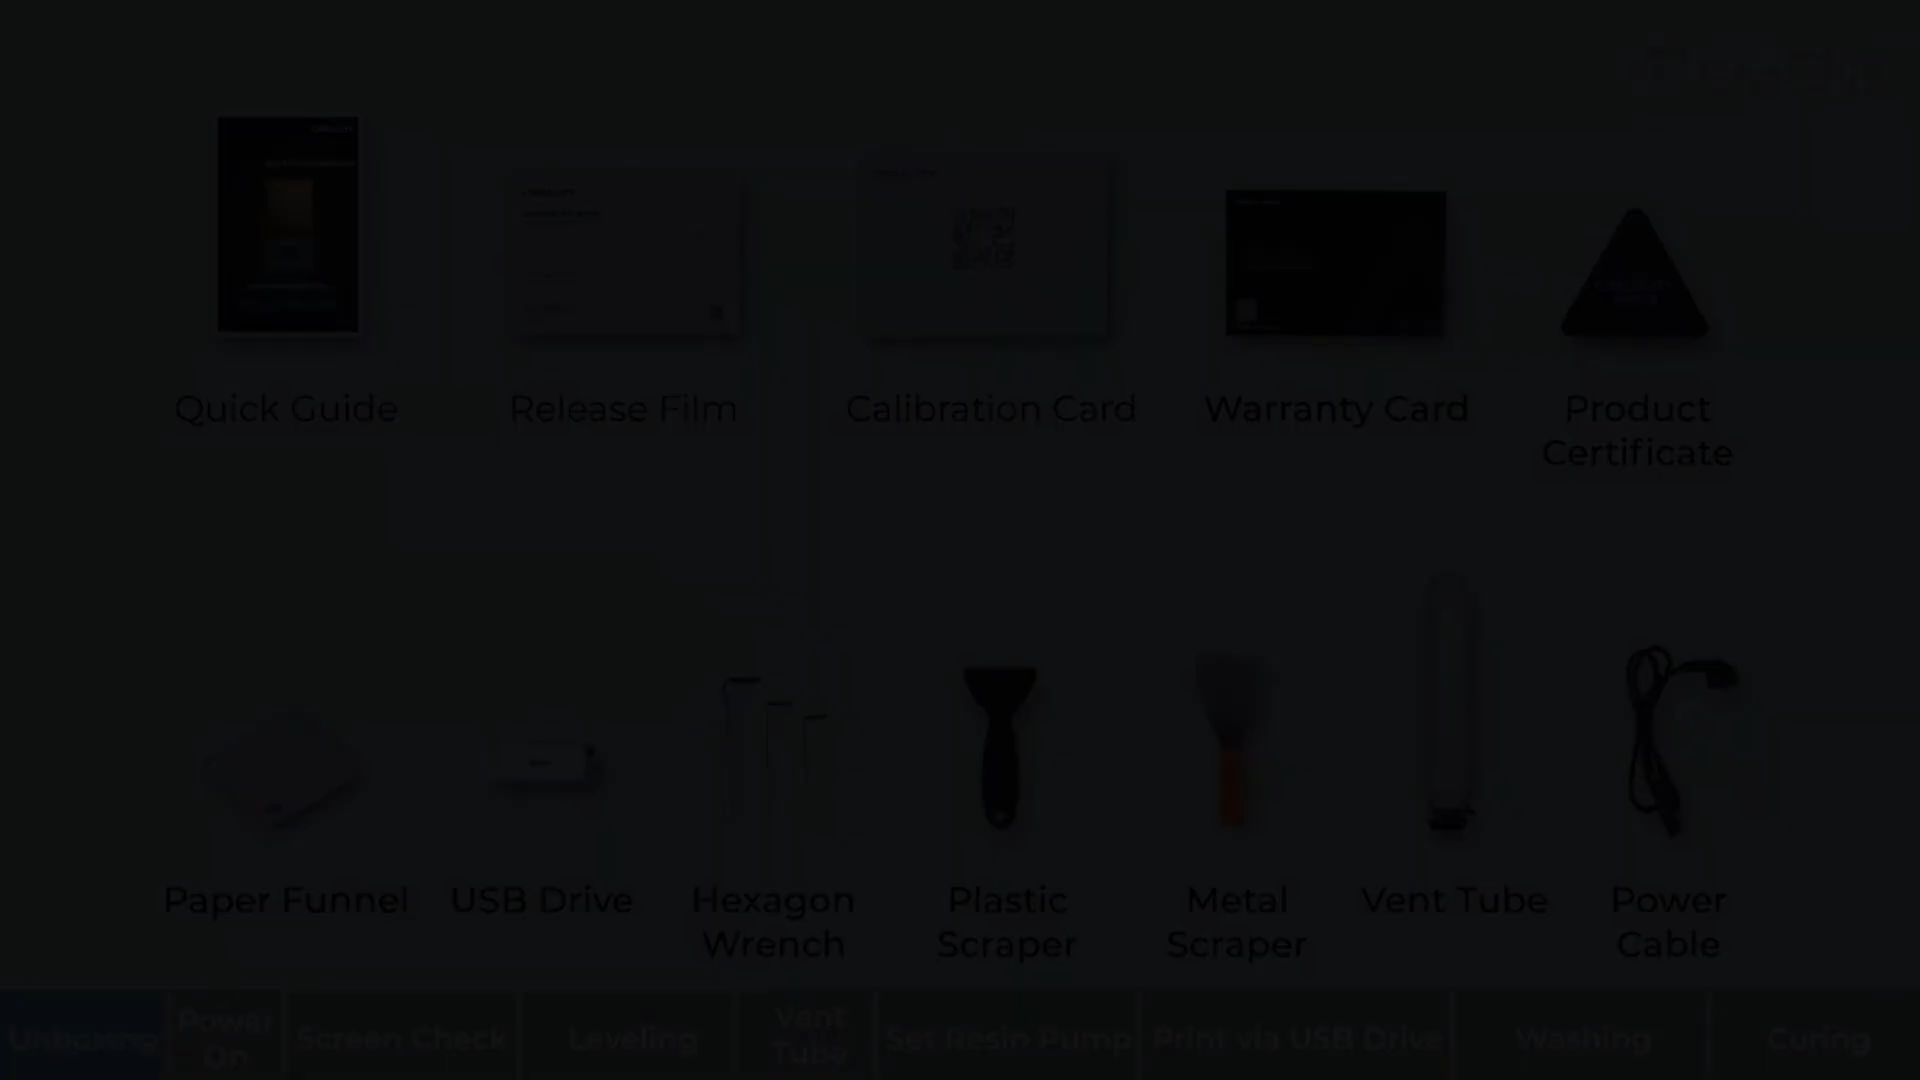 Quick Guide
Release Film
Calibration Card
Warranty Card
Product
Certificate
Paper Funnel
USB Drive
Hexagon
Wrench
Plastic
Scraper
Metal
Scraper
Vent Tube
Power
Cable
Unboxing
Power
On
Screen Check
Leveling
Vent
Tube
Set Resin Pump
Print via USB Drive
Washing
Curing